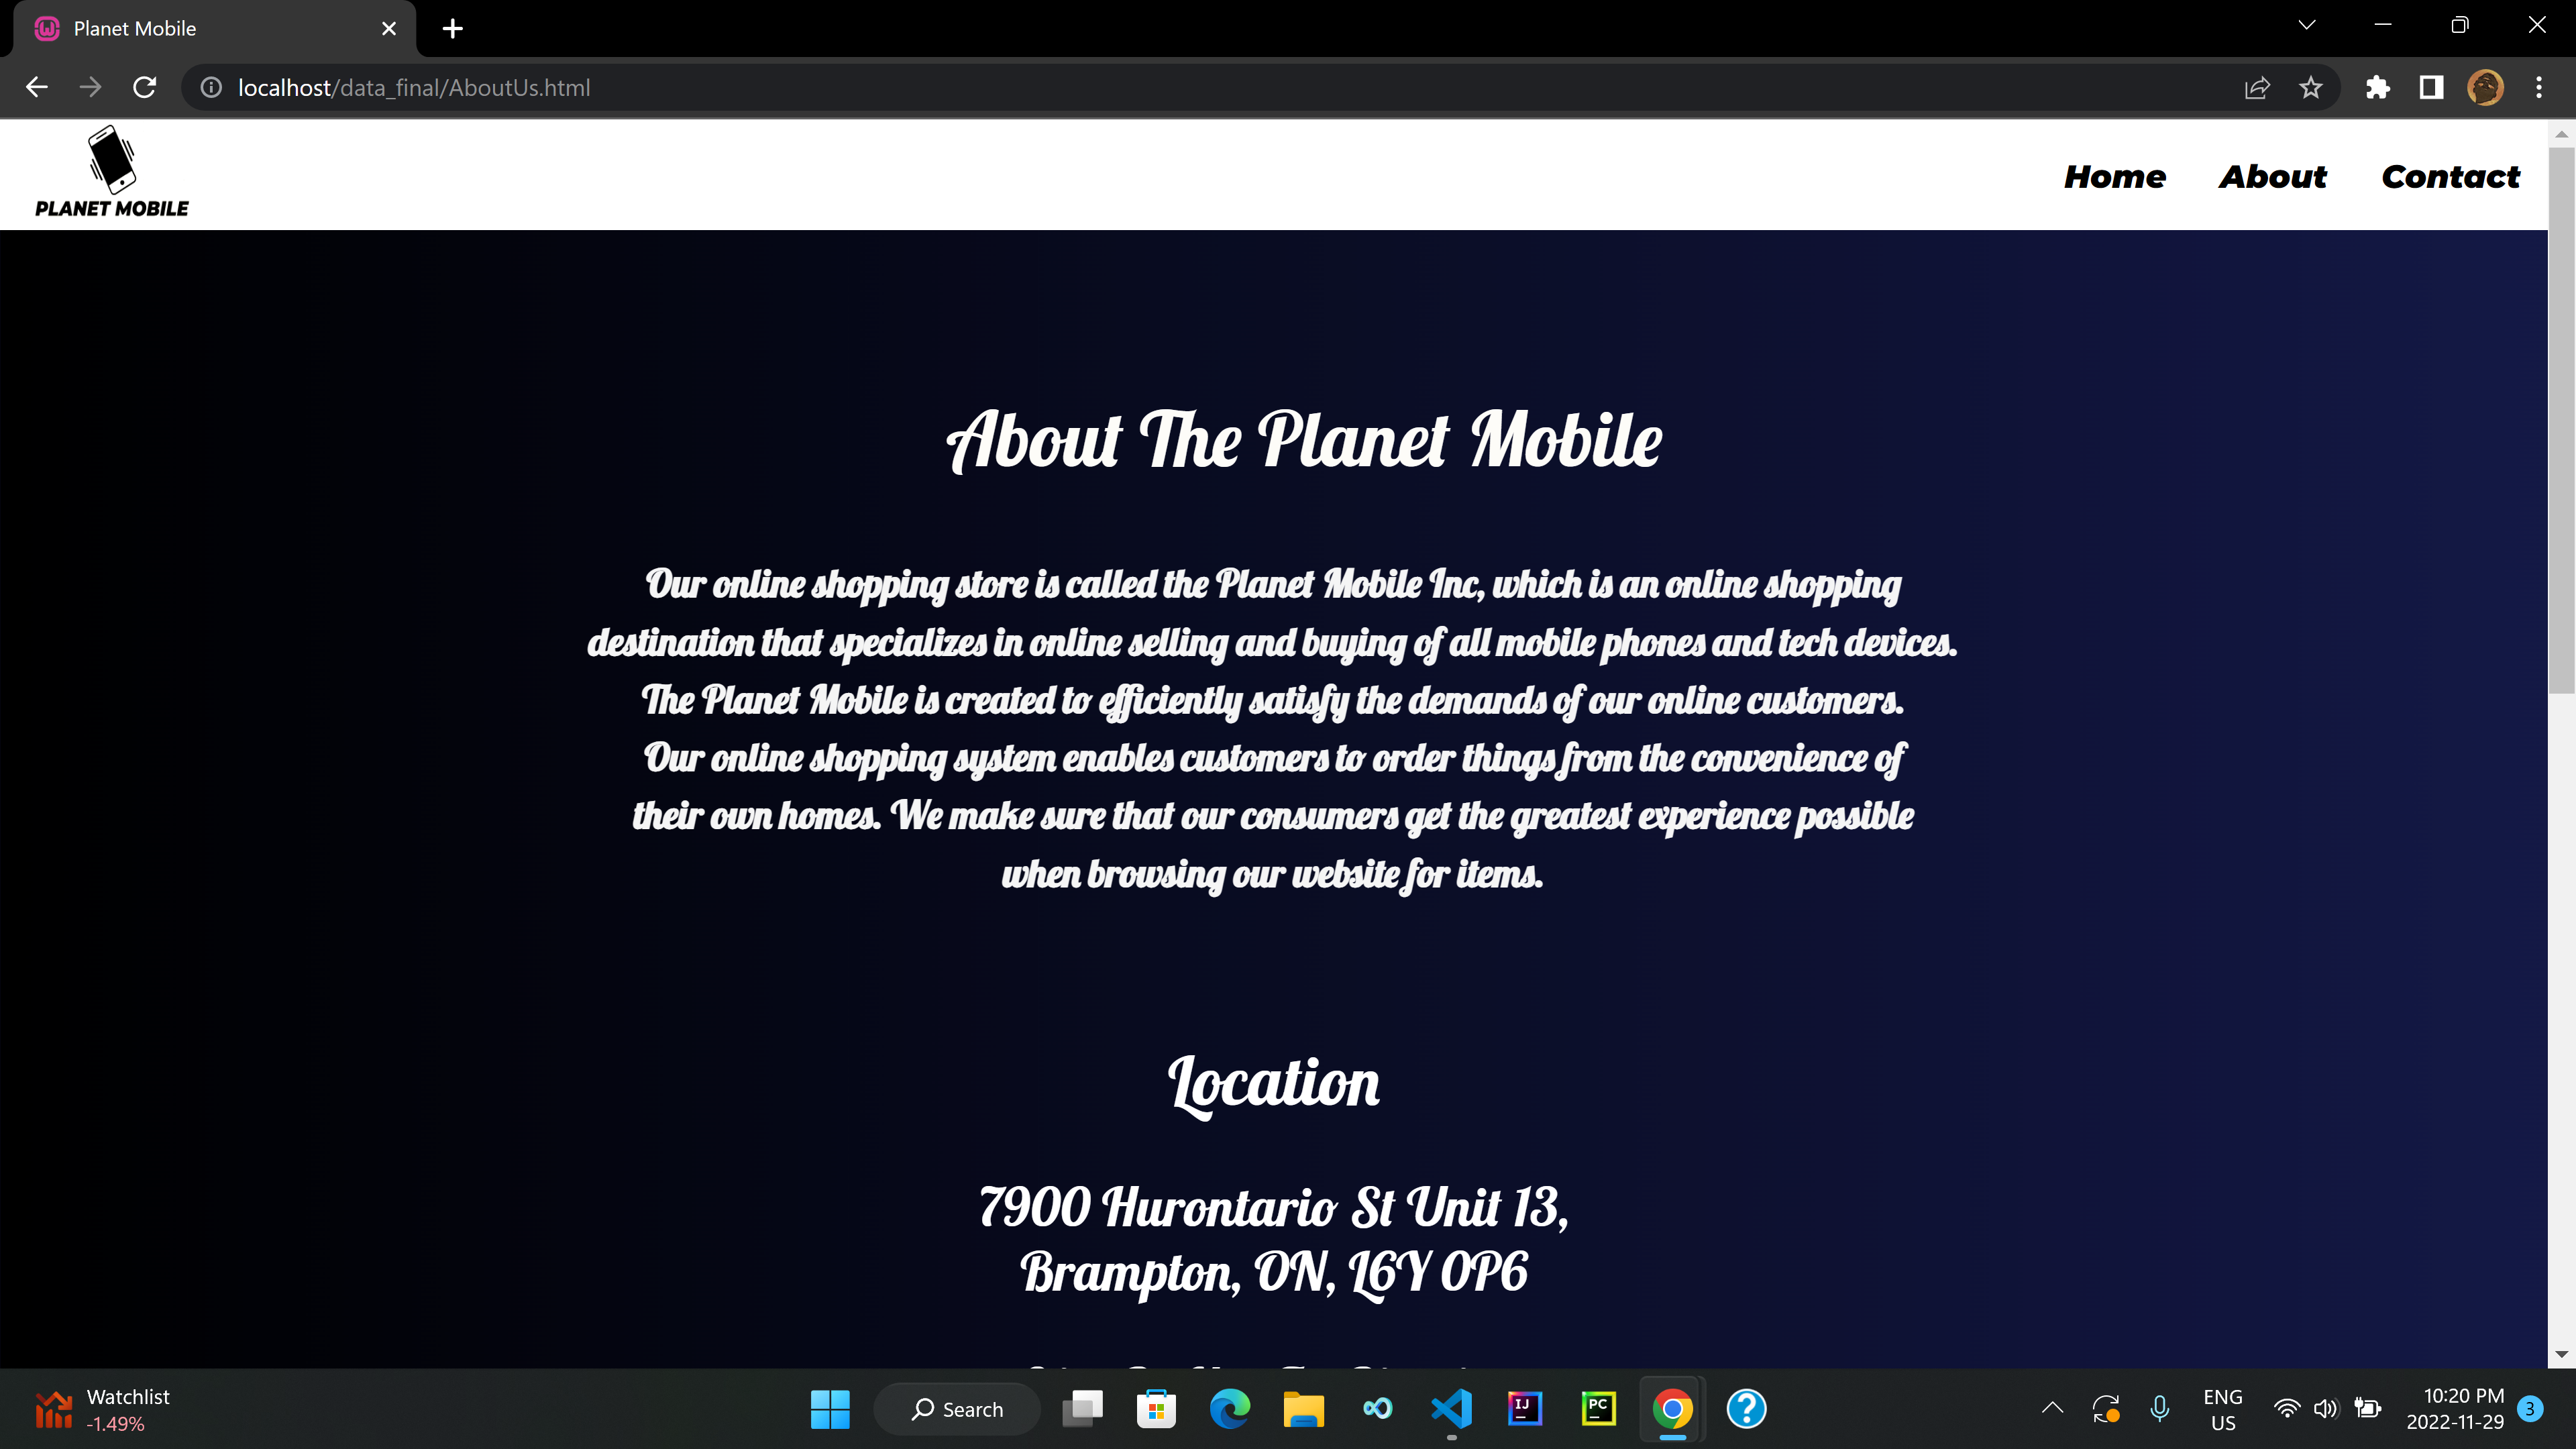 Planet Mobile
localhost/data_final/AboutUs.html
PLANET MOBILE
Home About Contact
About The Planet Mobile
Our online shopping store is called the Planet Mobile Inc, which is an online shopping
destination that specializes in online selling and buying of all mobile phones and tech devices.
The Planet Mobile is created to efficiently satisfy the demands of our online customers.
Our online shopping system enables customers to order things from the convenience of
their own homes. We make sure that our consumers get the greatest experience possible
when browsing our website for items.
Location
7900 Hurontario St Unit 13,
Brampton, ON, L6Y 0P6
Watchlist
-1.49%
Search
IJ
PC
ENG
US
10:20 PM
2022-11-29
3